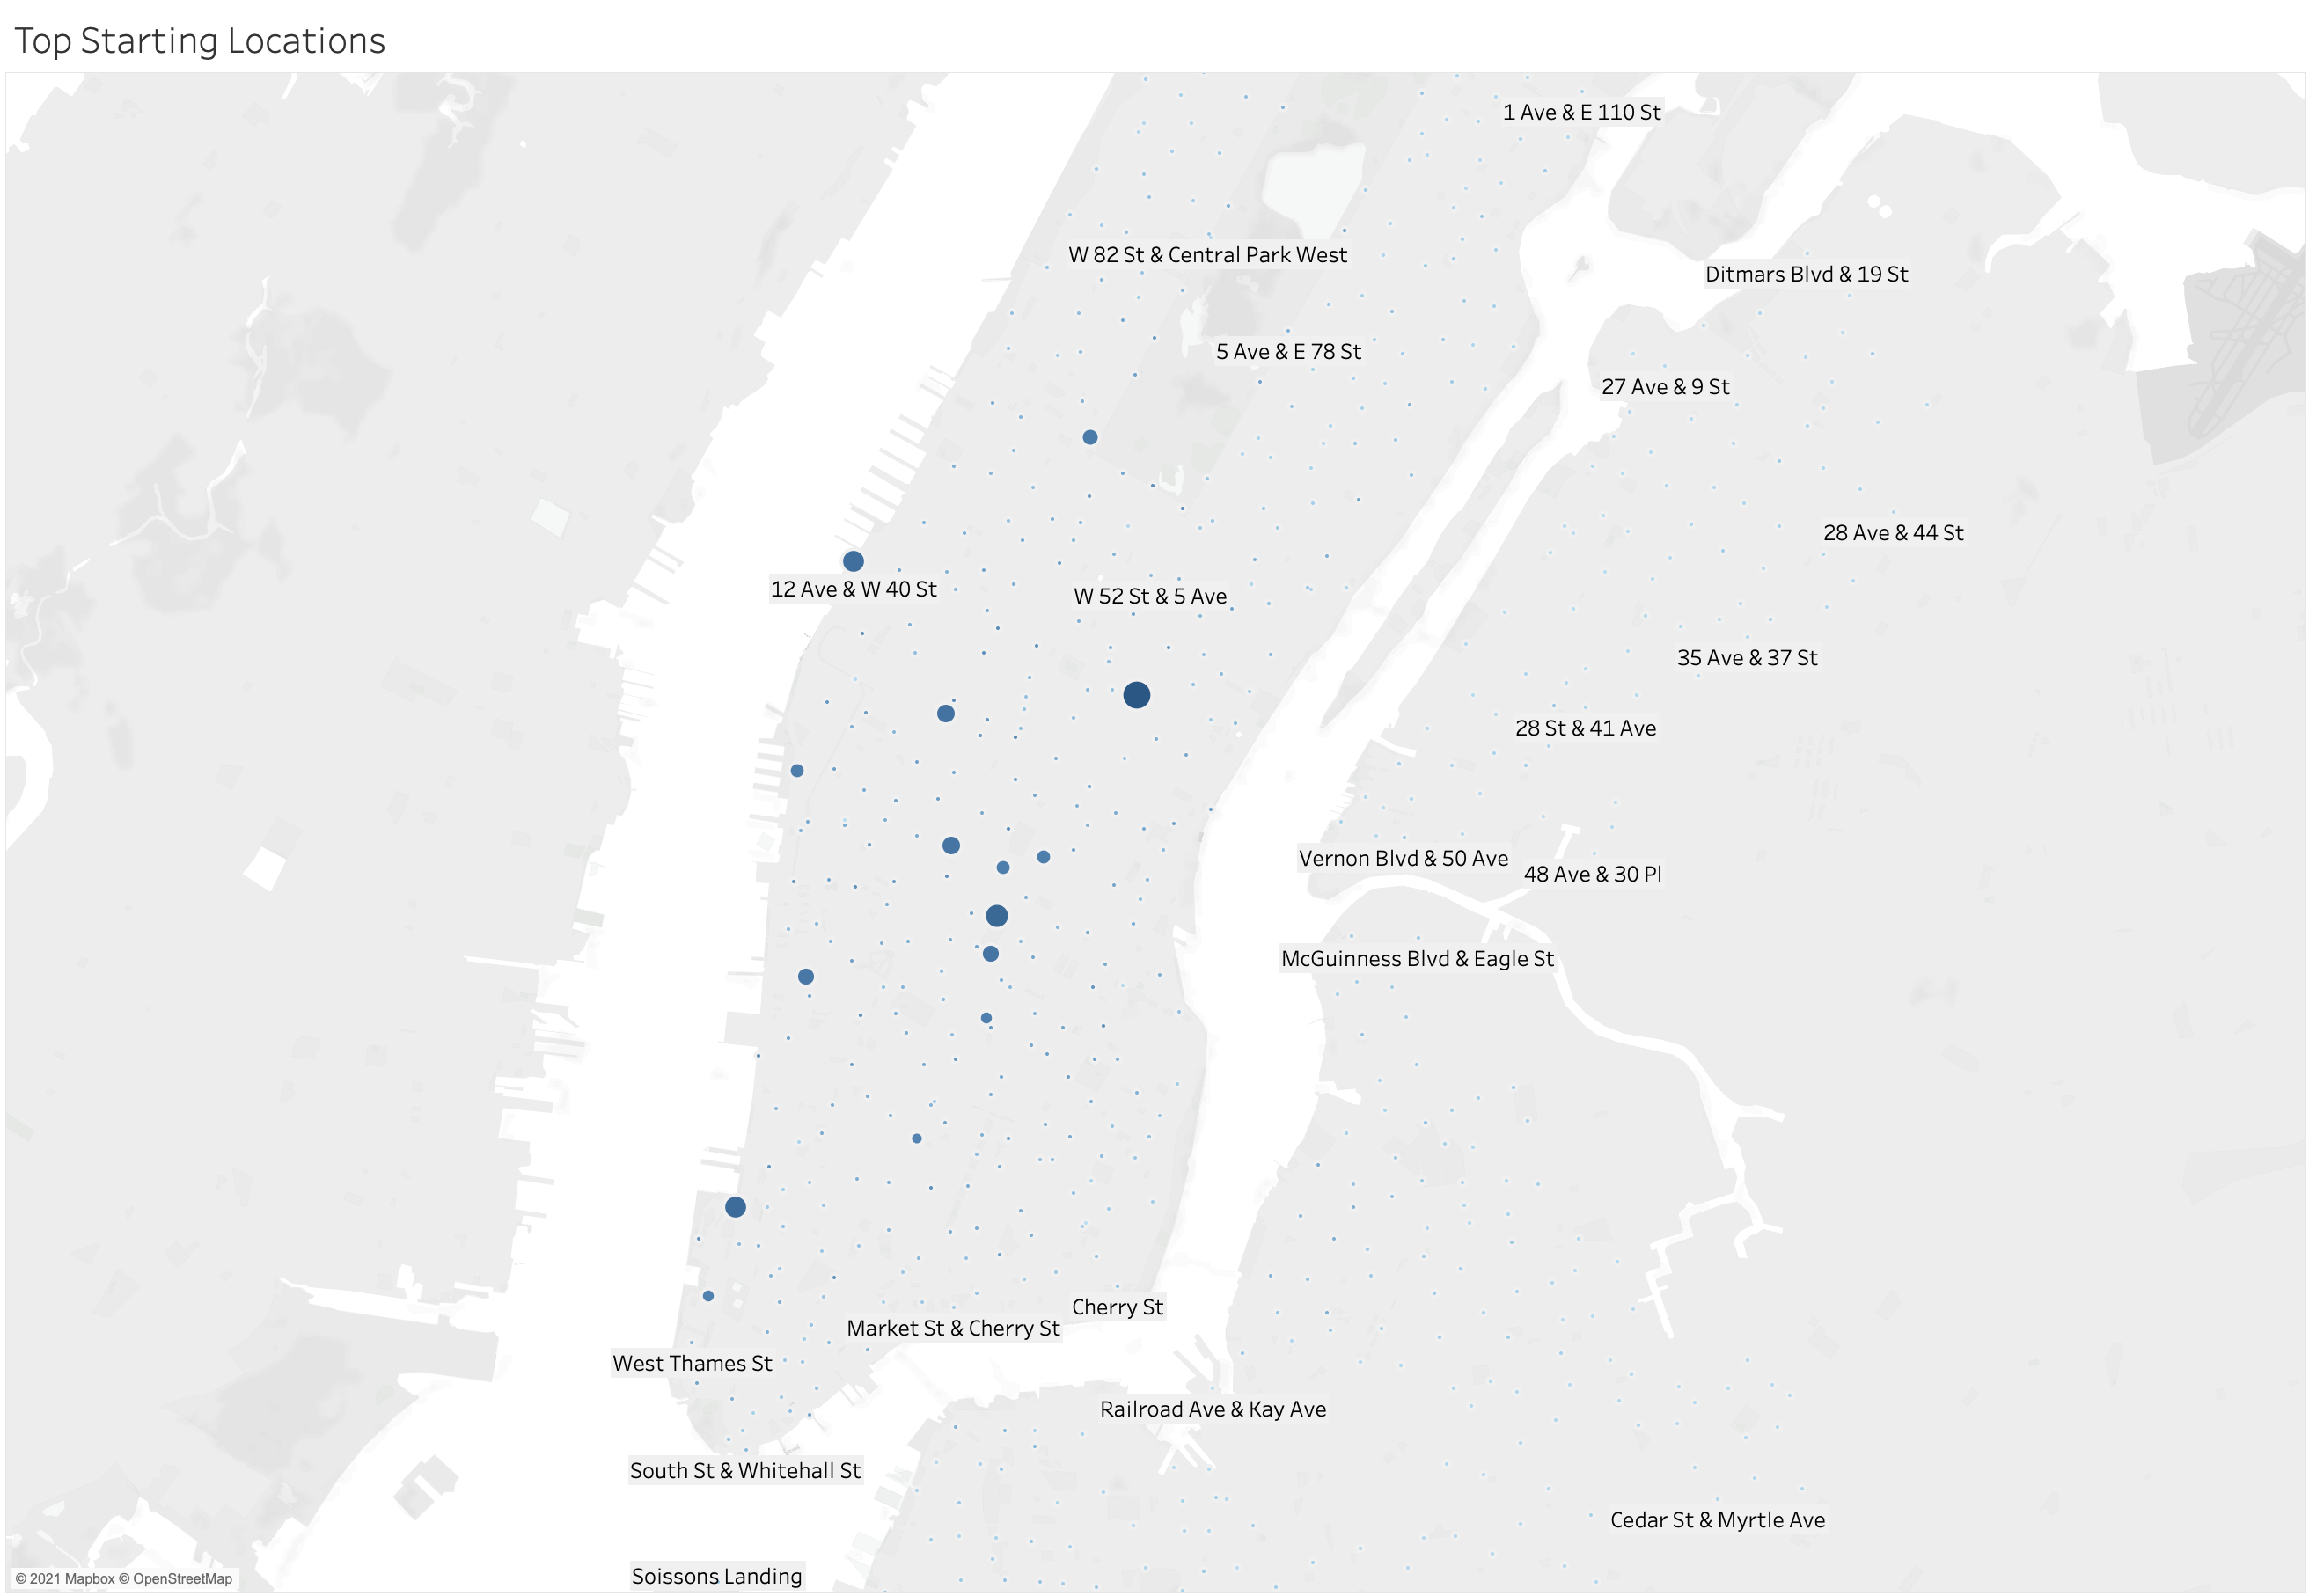 Top Starting Locations
1 Ave & E 110 St
W 82 St & Central Park West
Ditmars Blvd & 19 St
5 Ave & E 78 St
27 Ave & 9 St
28 Ave & 44 St
12 Ave & W 40 St
W 52 St & 5 Ave
35 Ave & 37 St
28 St & 41 Ave
Vernon Blvd & 50 Ave
48 Ave & 30 Pl
McGuinness Blvd & Eagle St
Cherry St
Market St & Cherry St
West Thames St
Railroad Ave & Kay Ave
South St & Whitehall St
Cedar St & Myrtle Ave
Soissons Landing
© 2021 Mapbox © OpenStreetMap